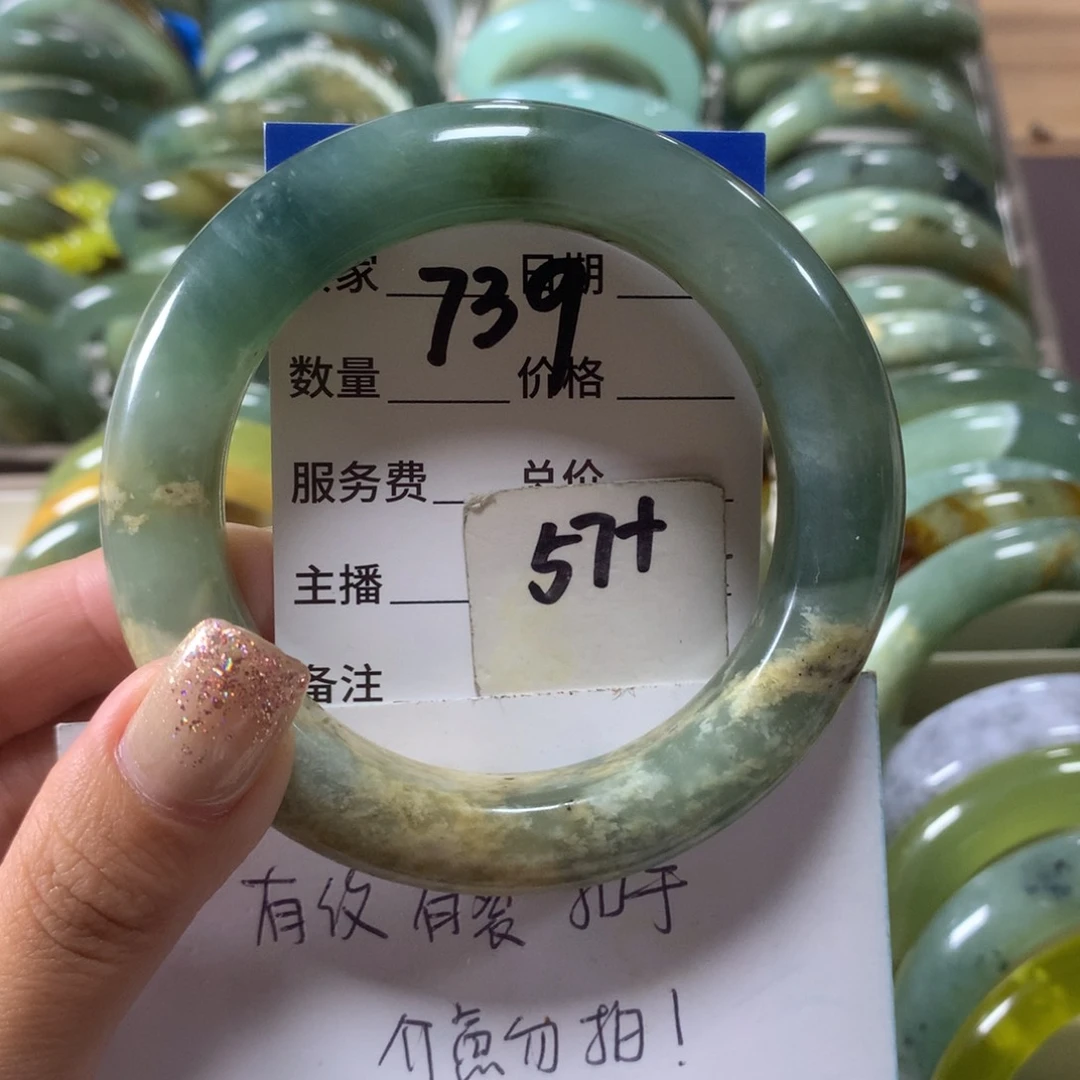 家 日期
739
数量 价格
服务费 总价
主播
57+
备注
有纹 有裂 扣手
介意勿拍！